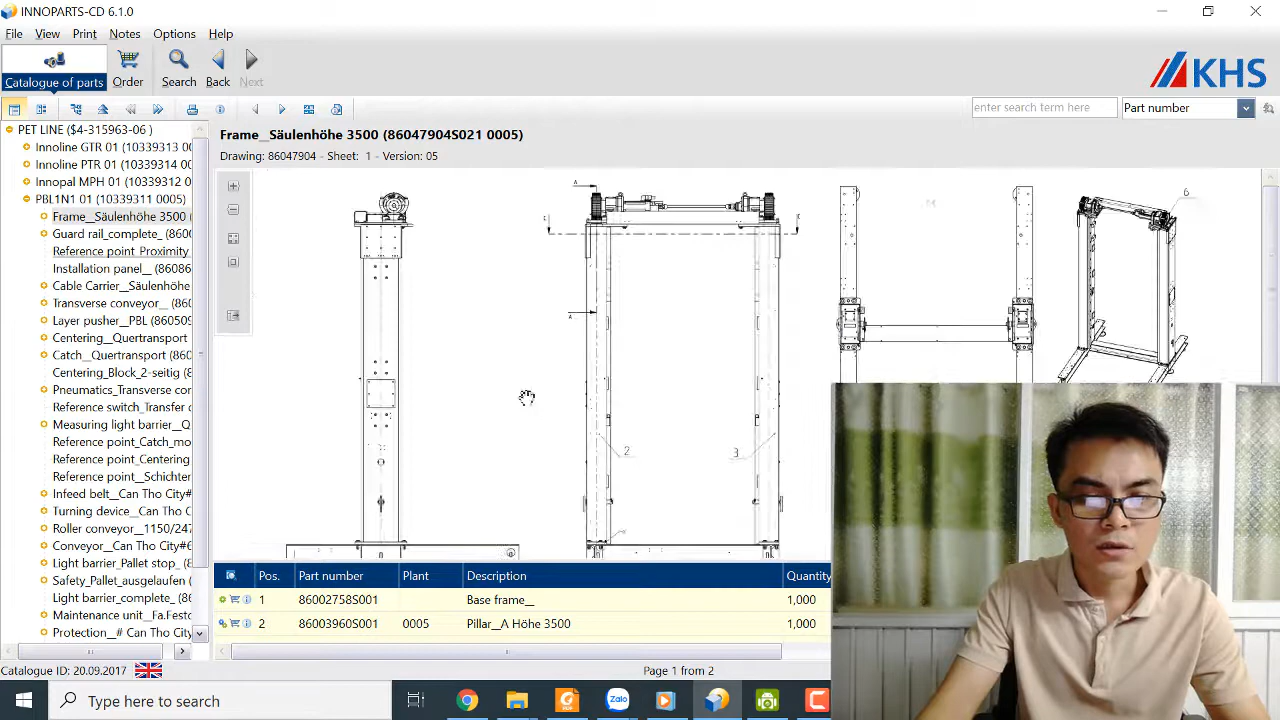 INNOPARTS-CD 6.1.0
File View Print Notes Options Help
Catalogue of parts Order Search Back Next
KHS
enter search term here Part number
PET LINE ($4-315963-06 )
Innoline GTR 01 (10339313 00
Innoline PTR 01 (10339314 00
Innopal MPH 01 (10339312 0
PBL1N1 01 (10339311 0005)
Frame__Säulenhöhe 3500
Guard rail_complete_ (8600
Reference point_Proximity
Installation panel__ (86086
Cable Carrier__Säulenhöhe
Transverse conveyor__ (860
Layer pusher__PBL (860509
Centering__Quertransport
Catch__Quertransport (860
Centering_Block_2-seitig (
Pneumatics_Transverse cor
Reference switch_Transfer c
Measuring light barrier_(86
Reference point_Catch_mo
Reference point_Centering
Reference point_Schichter
Infeed belt__Can Tho City#
Turning device__Can Tho C
Roller conveyor__1150/247
Conveyor__Can Tho City# (
Light barrier_Pallet stop_ (
Safety_Pallet_ausgelaufen (
Light barrier_complete_ (8
Maintenance unit__Fa.Festo
Protection__# Can Tho City
Frame__Säulenhöhe 3500 (86047904S021 0005)
Drawing: 86047904 - Sheet: 1 - Version: 05
A
E
E
A
2
3
6
Pos. Part number Plant Description Quantity
1 86002758S001 Base frame__ 1,000
2 86003960S001 0005 Pillar__A Höhe 3500 1,000
Catalogue ID: 20.09.2017
Page 1 from 2
Type here to search
Zalo